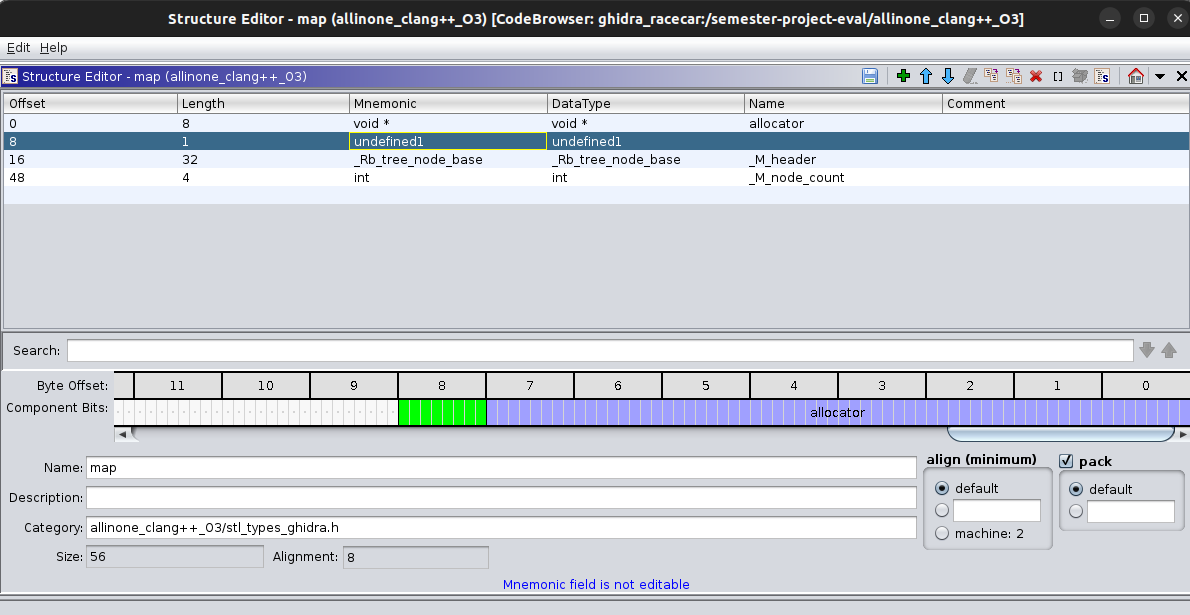 Structure Editor - map (allinone_clang++_O3) [CodeBrowser: ghidra_racecar:/semester-project-eval/allinone_clang++_O3]
Edit Help
Structure Editor - map (allinone_clang++_O3)
Offset Length Mnemonic DataType Name Comment
0 8 void * void * allocator
8 1 undefined1 undefined1
16 32 _Rb_tree_node_base _Rb_tree_node_base _M_header
48 4 int int _M_node_count
Search:
Byte Offset: 11 10 9 8 7 6 5 4 3 2 1 0
Component Bits: allocator
Name: map
Description:
Category: allinone_clang++_O3/stl_types_ghidra.h
Size: 56 Alignment: 8
align (minimum)
default
machine: 2
pack
default
Mnemonic field is not editable